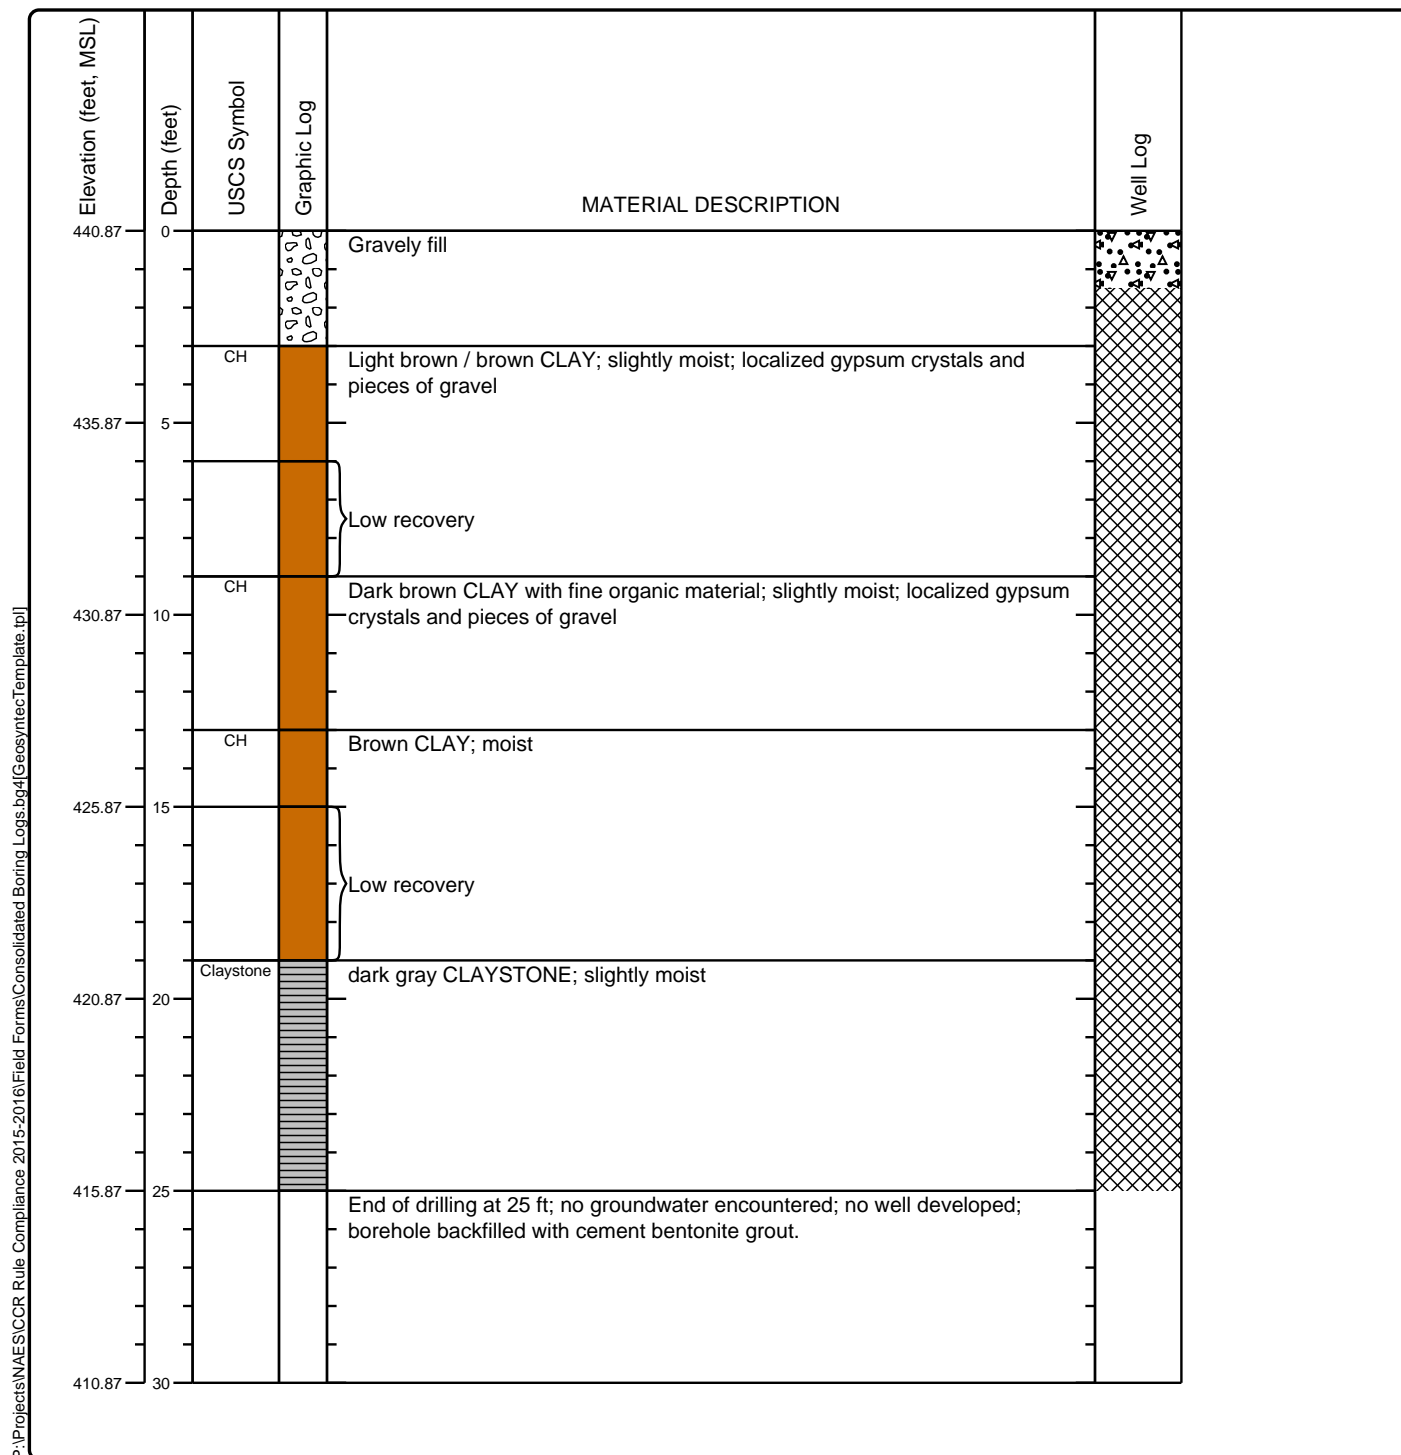 Elevation (feet, MSL)
Depth (feet)
USCS Symbol
Graphic Log
MATERIAL DESCRIPTION
Well Log
440.87
0
Gravely fill
CH
Light brown / brown CLAY; slightly moist; localized gypsum crystals and
pieces of gravel
435.87
5
Low recovery
CH
Dark brown CLAY with fine organic material; slightly moist; localized gypsum
crystals and pieces of gravel
430.87
10
CH
Brown CLAY; moist
425.87
15
Low recovery
Claystone
dark gray CLAYSTONE; slightly moist
420.87
20
415.87
25
End of drilling at 25 ft; no groundwater encountered; no well developed;
borehole backfilled with cement bentonite grout.
410.87
30
P:\Projects\NAES\CCR Rule Compliance 2015-2016\Field Forms\Consolidated Boring Logs.bg4[GeosyntecTemplate.tpl]